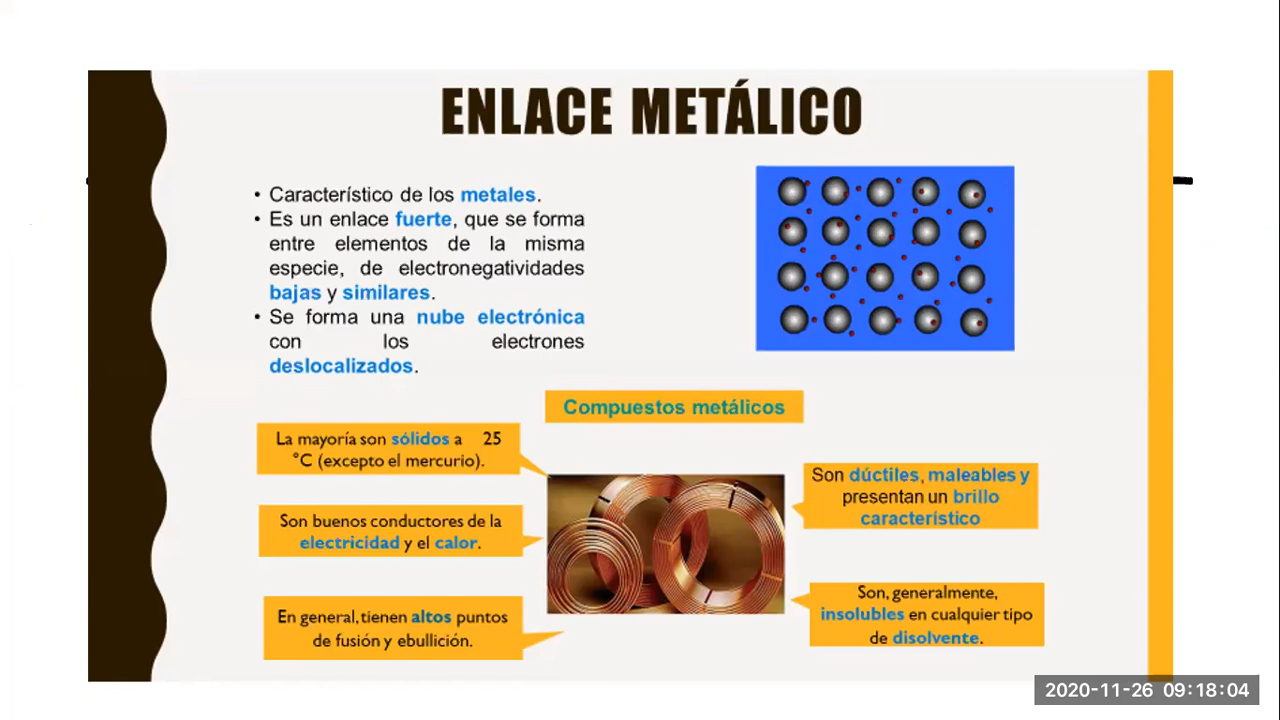 ENLACE METÁLICO
• Característico de los metales.
• Es un enlace fuerte, que se forma
entre elementos de la misma
especie, de electronegatividades
bajas y similares.
• Se forma una nube electrónica
con los electrones
deslocalizados.
Compuestos metálicos
La mayoría son sólidos a 25
°C (excepto el mercurio).
Son buenos conductores de la
electricidad y el calor.
En general, tienen altos puntos
de fusión y ebullición.
Son dúctiles, maleables y
presentan un brillo
característico
Son, generalmente,
insolubles en cualquier tipo
de disolvente.
2020-11-26 09:18:04